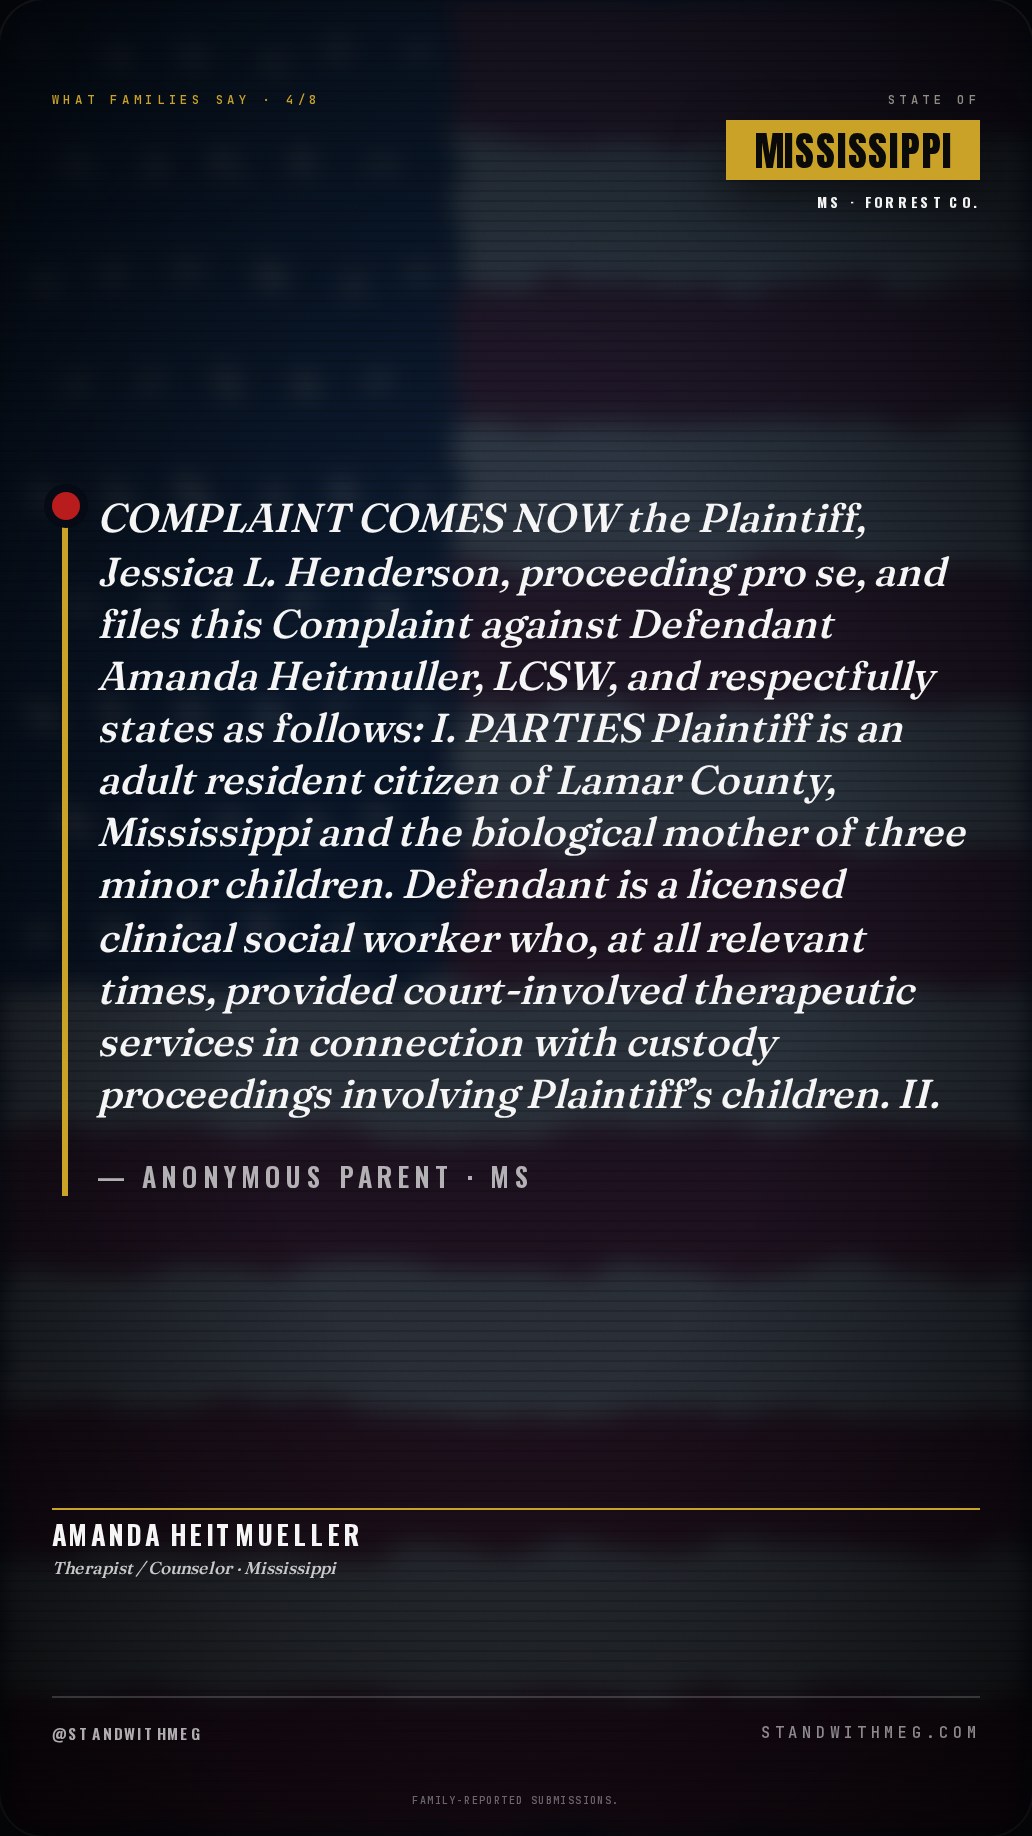 WHAT FAMILIES SAY · 4/8
STATE OF
MISSISSIPPI
MS · FORREST CO.
COMPLAINT COMES NOW the Plaintiff,
Jessica L. Henderson, proceeding pro se, and
files this Complaint against Defendant
Amanda Heitmuller, LCSW, and respectfully
states as follows: I. PARTIES Plaintiff is an
adult resident citizen of Lamar County,
Mississippi and the biological mother of three
minor children. Defendant is a licensed
clinical social worker who, at all relevant
times, provided court-involved therapeutic
services in connection with custody
proceedings involving Plaintiff’s children. II.
— ANONYMOUS PARENT · MS
AMANDA HEITMUELLER
Therapist / Counselor · Mississippi
@STANDWITHMEG
STANDWITHMEG.COM
FAMILY-REPORTED SUBMISSIONS.